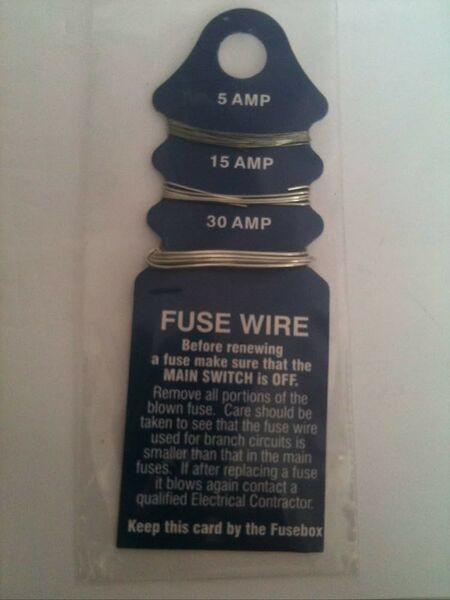 5 AMP
15 AMP
30 AMP
FUSE WIRE
Before renewing
a fuse make sure that the
MAIN SWITCH is OFF.
Remove all portions of the
blown fuse. Care should be
taken to see that the fuse wire
used for branch circuits is
smaller than that in the main
fuses. If after replacing a fuse
it blows again contact a
qualified Electrical Contractor.
Keep this card by the Fusebox